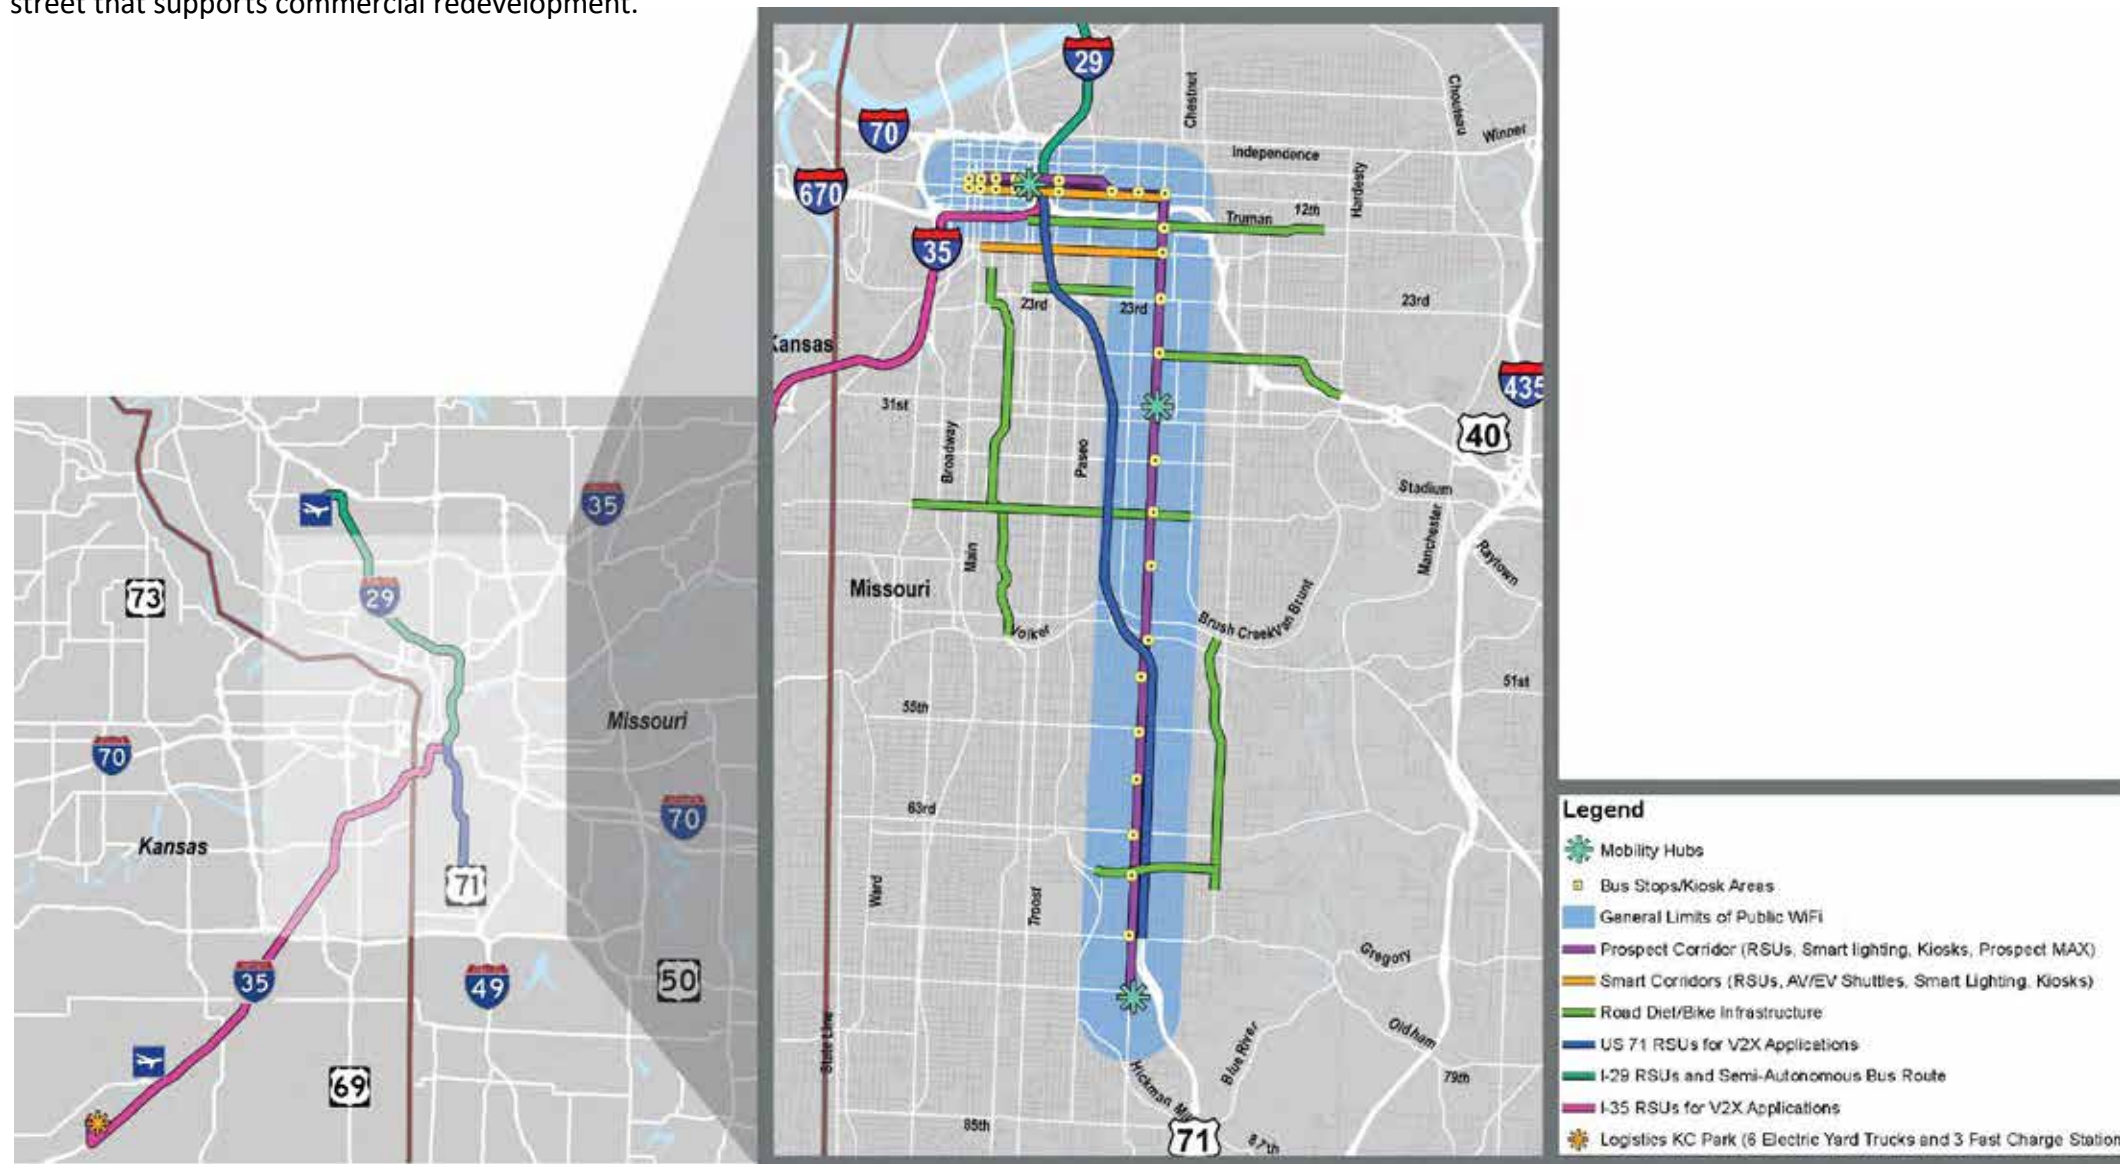 street that supports commercial redevelopment.
29
70
670
35
Chestnut
Chouteau
Winner
Independence
Hardesty
12th
Truman
23rd
23rd
23rd
Kansas
435
31st
40
Broadway
Paseo
Stadium
Manchester
Raytown
Main
Missouri
Volker
Brush Creek
Van Brunt
51st
55th
63rd
Ward
Troost
Gregory
State Line
Oldham
Blue River
79th
Hickman
85th
71
87th
35
73
29
Missouri
70
70
Kansas
71
35
49
50
69
Legend
Mobility Hubs
Bus Stops/Kiosk Areas
General Limits of Public WiFi
Prospect Corridor (RSUs, Smart lighting, Kiosks, Prospect MAX)
Smart Corridors (RSUs, AV/EV Shuttles, Smart Lighting, Kiosks)
Road Diet/Bike Infrastructure
US 71 RSUs for V2X Applications
I-29 RSUs and Semi-Autonomous Bus Route
I-35 RSUs for V2X Applications
Logistics KC Park (6 Electric Yard Trucks and 3 Fast Charge Station